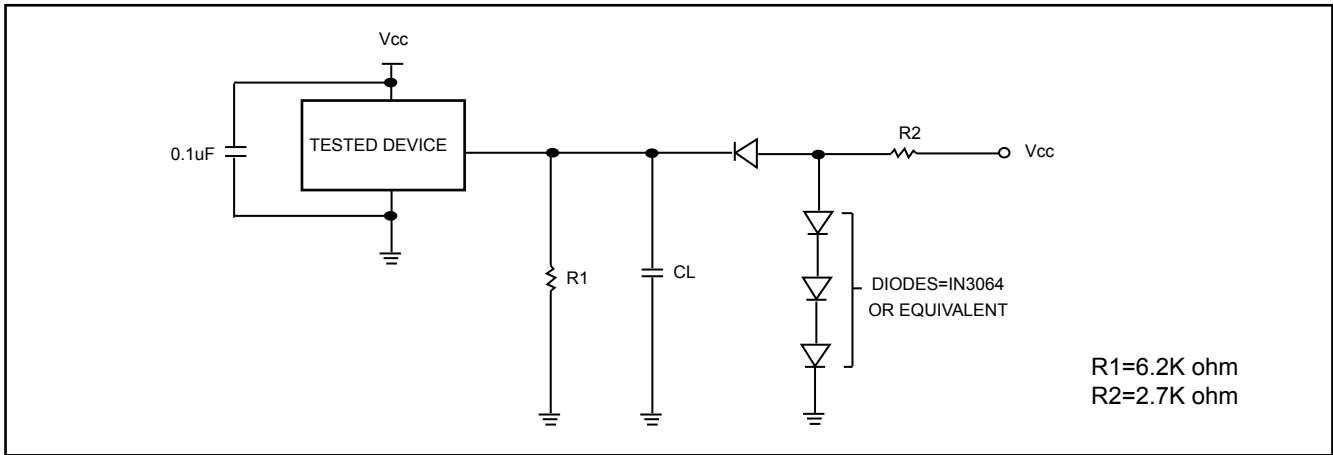 Vcc
0.1uF
TESTED DEVICE
R2
Vcc
R1
CL
DIODES=IN3064
OR EQUIVALENT
R1=6.2K ohm
R2=2.7K ohm